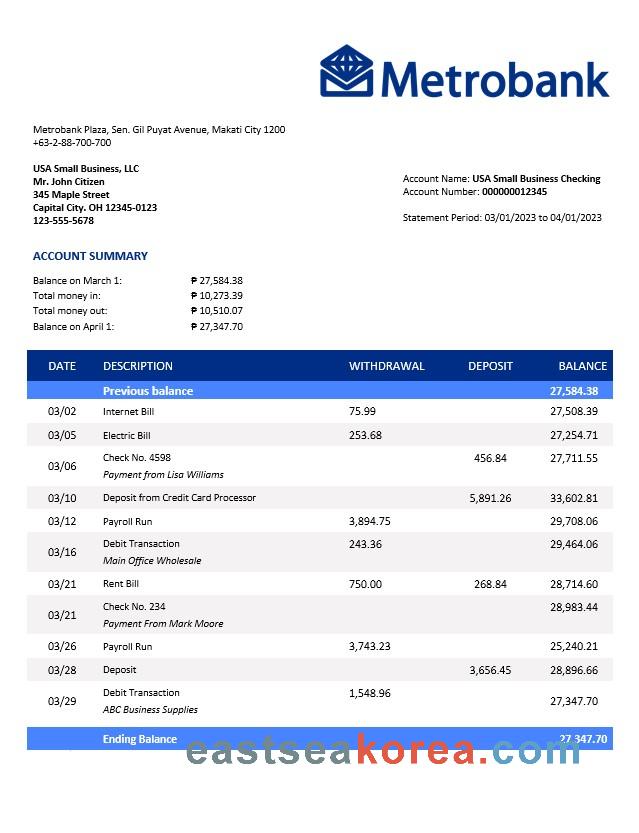 Metrobank
Metrobank Plaza, Sen. Gil Puyat Avenue, Makati City 1200
+63-2-88-700-700
USA Small Business, LLC
Mr. John Citizen
345 Maple Street
Capital City. OH 12345-0123
123-555-5678
Account Name: USA Small Business Checking
Account Number: 000000012345
Statement Period: 03/01/2023 to 04/01/2023
ACCOUNT SUMMARY
Balance on March 1: ₱ 27,584.38
Total money in: ₱ 10,273.39
Total money out: ₱ 10,510.07
Balance on April 1: ₱ 27,347.70
DATE DESCRIPTION WITHDRAWAL DEPOSIT BALANCE
Previous balance 27,584.38
03/02 Internet Bill 75.99 27,508.39
03/05 Electric Bill 253.68 27,254.71
03/06 Check No. 4598 456.84 27,711.55
Payment from Lisa Williams
03/10 Deposit from Credit Card Processor 5,891.26 33,602.81
03/12 Payroll Run 3,894.75 29,708.06
03/16 Debit Transaction 243.36 29,464.06
Main Office Wholesale
03/21 Rent Bill 750.00 268.84 28,714.60
03/21 Check No. 234 28,983.44
Payment From Mark Moore
03/26 Payroll Run 3,743.23 25,240.21
03/28 Deposit 3,656.45 28,896.66
03/29 Debit Transaction 1,548.96 27,347.70
ABC Business Supplies
Ending Balance 27,347.70
eastseakorea.com